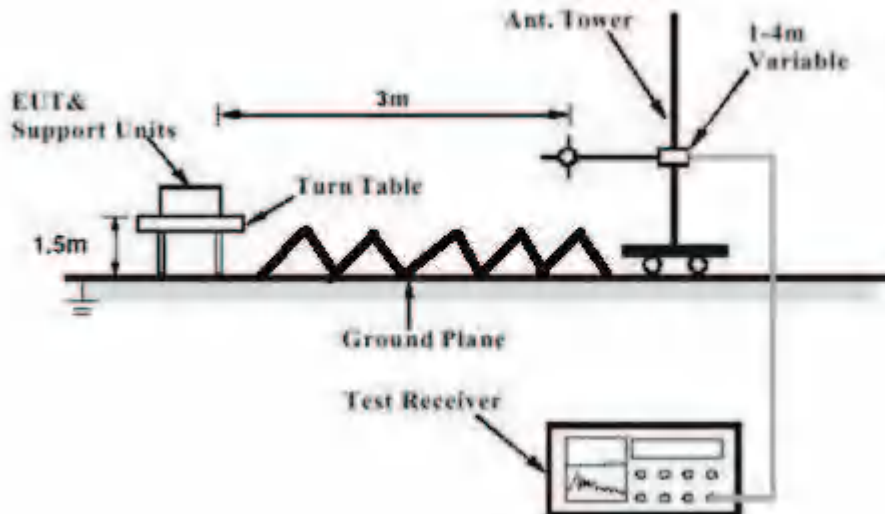 Ant. Tower
1-4m
Variable
EUT&
Support Units
3m
Turn Table
1.5m
Ground Plane
Test Receiver